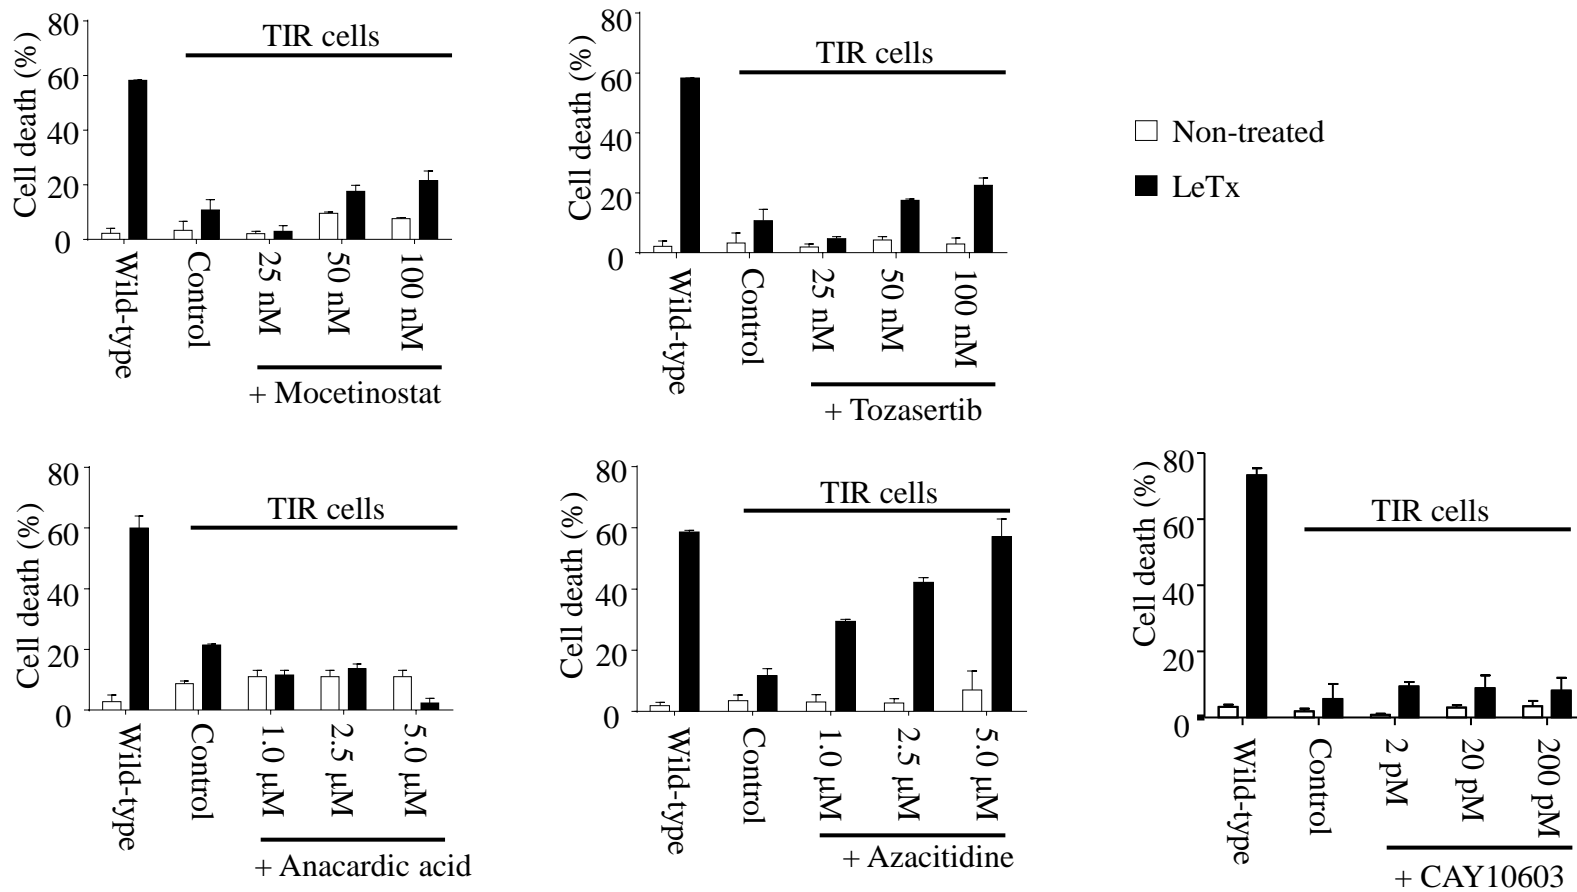 Cell death (%)
80
60
40
20
0
TIR cells
Wild-type
Control
25 nM
50 nM
100 nM
+ Mocetinostat
Cell death (%)
80
60
40
20
0
TIR cells
Wild-type
Control
25 nM
50 nM
100 nM
+ Tozasertib
Non-treated
LeTx
Cell death (%)
80
60
40
20
0
TIR cells
Wild-type
Control
1.0 μM
2.5 μM
5.0 μM
+ Anacardic acid
Cell death (%)
80
60
40
20
0
TIR cells
Wild-type
Control
1.0 μM
2.5 μM
5.0 μM
+ Azacitidine
Cell death (%)
80
60
40
20
0
TIR cells
Wild-type
Control
2 pM
20 pM
200 pM
+ CAY10603